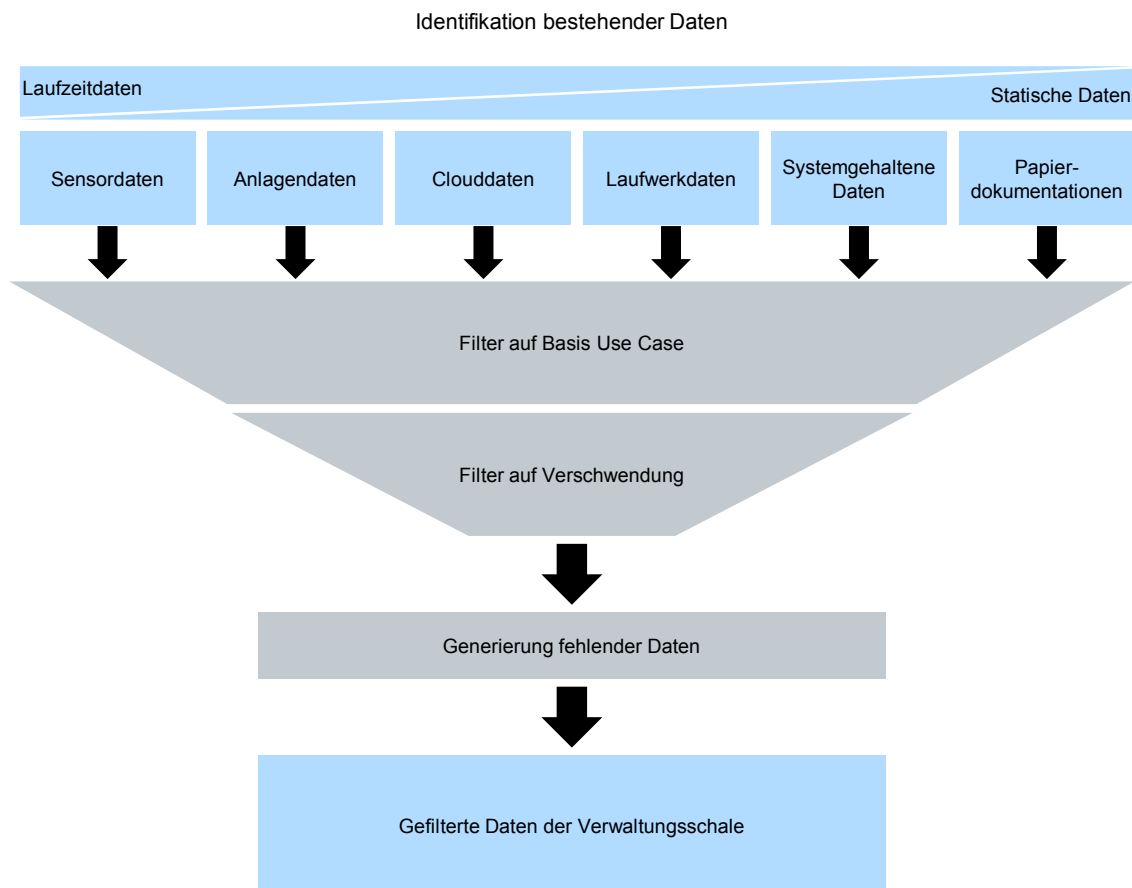 Identifikation bestehender Daten
Laufzeitdaten
Statische Daten
Sensordaten
Anlagendaten
Clouddaten
Laufwerkdaten
Systemgehaltene
Daten
Papier-
dokumentationen
Filter auf Basis Use Case
Filter auf Verschwendung
Generierung fehlender Daten
Gefilterte Daten der Verwaltungsschale